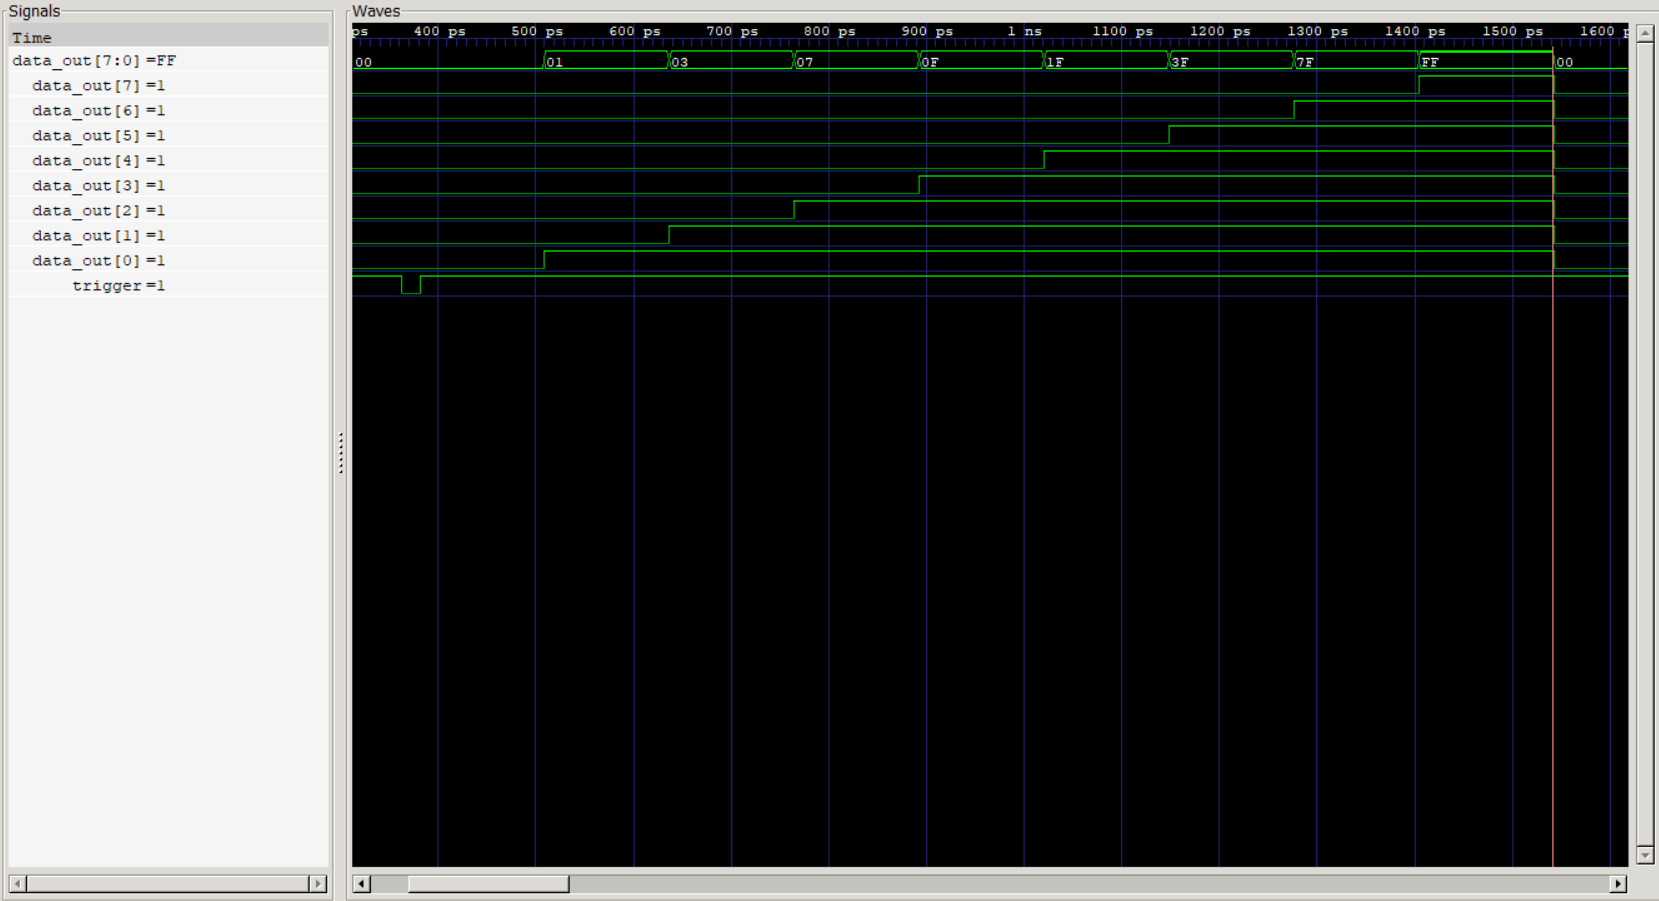 Signals
Waves
Time
ps 400 ps 500 ps 600 ps 700 ps 800 ps 900 ps 1 ns 1100 ps 1200 ps 1300 ps 1400 ps 1500 ps 1600 p
data_out[7:0] =FF
00 01 03 07 0F 1F 3F 7F FF 00
data_out[7] =1
data_out[6] =1
data_out[5] =1
data_out[4] =1
data_out[3] =1
data_out[2] =1
data_out[1] =1
data_out[0] =1
trigger =1